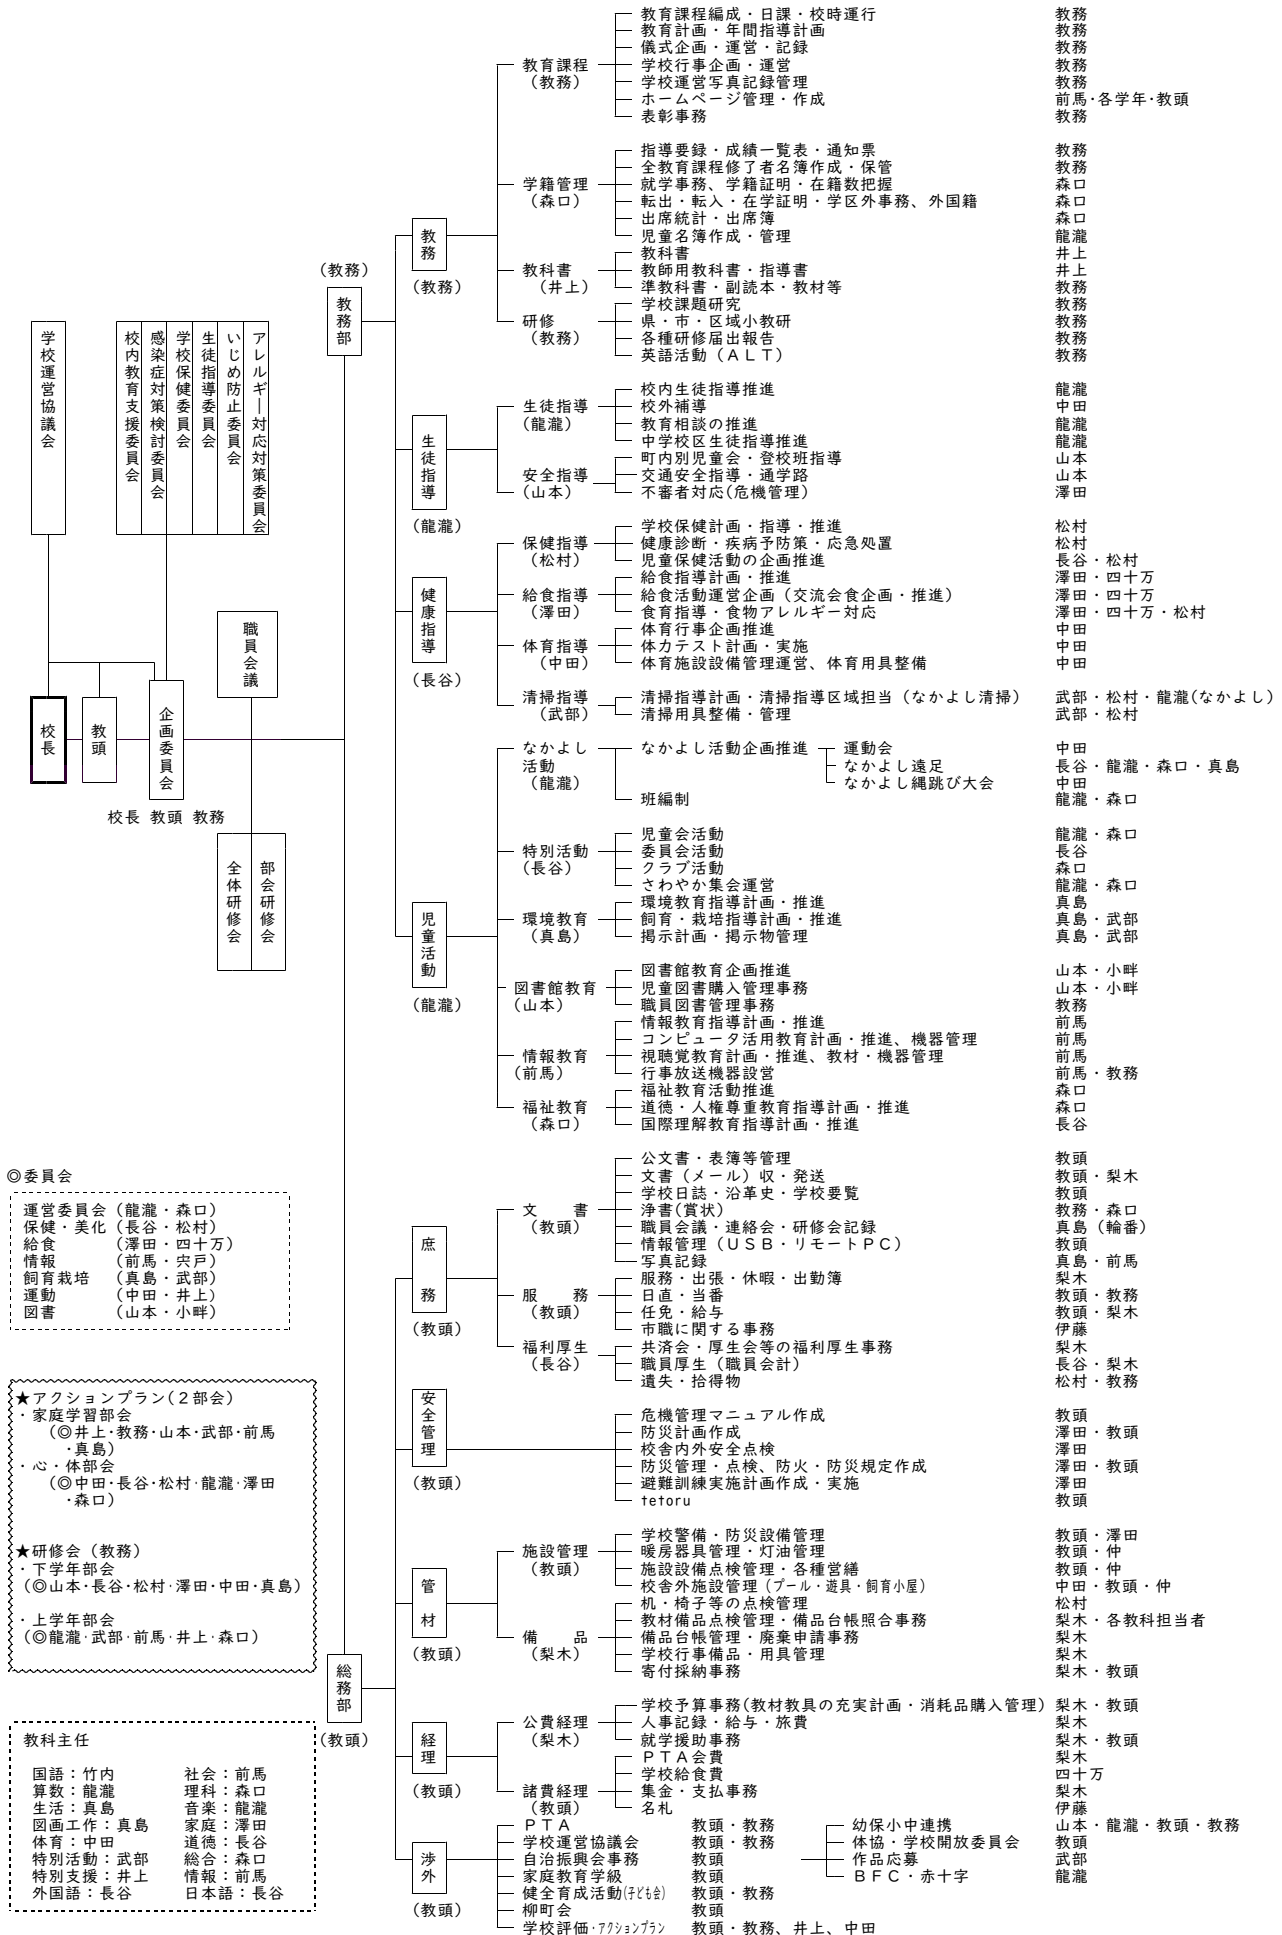 教育課程編成・日課・校時運行 教務
教育計画・年間指導計画 教務
儀式企画・運営・記録 教務
教育課程 学校行事企画・運営 教務
(教務) 学校運営写真記録管理 教務
ホームページ管理・作成 前馬・各学年・教頭
表彰事務 教務
指導要録・成績一覧表・通知票 教務
全教育課程修了者名簿作成・保管 教務
学籍管理 就学事務、学籍証明・在籍数把握 森口
(森口) 転出・転入・在学証明・学区外事務、外国籍 森口
出席統計・出席簿 森口
児童名簿作成・管理 龍瀧
教務
(教務)
教科書 井上
教科書 教師用教科書・指導書 井上
(井上) 準教科書・副読本・教材等 教務
学校課題研究 教務
研修 県・市・区域小教研 教務
(教務) 各種研修届出報告 教務
英語活動(ALT) 教務
(教務)
教務部
学校運営協議会
校内教育支援委員会
感染症対策検討委員会
学校保健委員会
生徒指導委員会
いじめ防止委員会
アレルギー対応対策委員会
校内生徒指導推進 龍瀧
生徒指導 校外補導 中田
(龍瀧) 教育相談の推進 龍瀧
中学校区生徒指導推進 龍瀧
生徒指導
(龍瀧)
町内別児童会・登校班指導 山本
安全指導 交通安全指導・通学路 山本
(山本) 不審者対応(危機管理) 澤田
学校保健計画・指導・推進 松村
保健指導 健康診断・疾病予防策・応急処置 松村
(松村) 児童保健活動の企画推進 長谷・松村
給食指導計画・推進 澤田・四十万
給食指導 給食活動運営企画(交流会食企画・推進) 澤田・四十万
(澤田) 食育指導・食物アレルギー対応 澤田・四十万・松村
健康指導
(長谷)
体育行事企画推進 中田
体育指導 体力テスト計画・実施 中田
(中田) 体育施設設備管理運営、体育用具整備 中田
清掃指導 清掃指導計画・清掃指導区域担当(なかよし清掃) 武部・松村・龍瀧(なかよし)
(武部) 清掃用具整備・管理 武部・松村
職員会議
校長
教頭
企画委員会
校長 教頭 教務
全体研修会
部会研修会
なかよし なかよし活動企画推進 運動会 中田
活動 なかよし遠足 長谷・龍瀧・森口・真島
(龍瀧) なかよし縄跳び大会 中田
班編制 龍瀧・森口
児童会活動 龍瀧・森口
特別活動 委員会活動 長谷
(長谷) クラブ活動 森口
さわやか集会運営 龍瀧・森口
児童活動
(龍瀧)
環境教育指導計画・推進 真島
環境教育 飼育・栽培指導計画・推進 真島・武部
(真島) 掲示計画・掲示物管理 真島・武部
図書館教育企画推進 山本・小畔
図書館教育 児童図書購入管理事務 山本・小畔
(山本) 職員図書管理事務 教務
情報教育指導計画・推進 前馬
コンピュータ活用教育計画・推進、機器管理 前馬
情報教育 視聴覚教育計画・推進、教材・機器管理 前馬
(前馬) 行事放送機器設営 前馬・教務
福祉教育活動推進 森口
福祉教育 道徳・人権尊重教育指導計画・推進 森口
(森口) 国際理解教育指導計画・推進 長谷
◎委員会
運営委員会(龍瀧・森口)
保健・美化(長谷・松村)
給食 (澤田・四十万)
情報 (前馬・宍戸)
飼育栽培 (真島・武部)
運動 (中田・井上)
図書 (山本・小畔)
公文書・表簿等管理 教頭
文書(メール)収・発送 教頭・梨木
学校日誌・沿革史・学校要覧 教頭
文 書 浄書(賞状) 教務・森口
(教頭) 職員会議・連絡会・研修会記録 真島(輪番)
情報管理(USB・リモートPC) 教頭
写真記録 真島・前馬
庶務
(教頭)
服務・出張・休暇・出勤簿 梨木
服 務 日直・当番 教頭・教務
(教頭) 任免・給与 教頭・梨木
市職に関する事務 伊藤
福利厚生 共済会・厚生会等の福利厚生事務 梨木
(長谷) 職員厚生(職員会計) 長谷・梨木
遺失・拾得物 松村・教務
★アクションプラン(2部会)
・家庭学習部会
(◎井上・教務・山本・武部・前馬
・真島)
・心・体部会
(◎中田・長谷・松村・龍瀧・澤田
・森口)
★研修会(教務)
・下学年部会
(◎山本・長谷・松村・澤田・中田・真島)
・上学年部会
(◎龍瀧・武部・前馬・井上・森口)
安全管理
(教頭)
危機管理マニュアル作成 教頭
防災計画作成 澤田・教頭
校舎内外安全点検 澤田
防災管理・点検、防火・防災規定作成 澤田・教頭
避難訓練実施計画作成・実施 澤田
tetoru 教頭
学校警備・防災設備管理 教頭・澤田
施設管理 暖房器具管理・灯油管理 教頭・仲
(教頭) 施設設備点検管理・各種営繕 教頭・仲
校舎外施設管理(プール・遊具・飼育小屋) 中田・教頭・仲
管材
(教頭)
机・椅子等の点検管理 松村
教材備品点検管理・備品台帳照合事務 梨木・各教科担当者
備 品 備品台帳管理・廃棄申請事務 梨木
(梨木) 学校行事備品・用具管理 梨木
寄付採納事務 梨木・教頭
総務部
(教頭)
学校予算事務(教材教具の充実計画・消耗品購入管理) 梨木・教頭
公費経理 人事記録・給与・旅費 梨木
(梨木) 就学援助事務 梨木・教頭
経理
(教頭)
PTA会費 梨木
学校給食費 四十万
諸費経理 集金・支払事務 梨木
(教頭) 名札 伊藤
教科主任
国語:竹内 社会:前馬
算数:龍瀧 理科:森口
生活:真島 音楽:龍瀧
図画工作:真島 家庭:澤田
体育:中田 道徳:長谷
特別活動:武部 総合:森口
特別支援:井上 情報:前馬
外国語:長谷 日本語:長谷
渉外
(教頭)
PTA 教頭・教務 幼保小中連携 山本・龍瀧・教頭・教務
学校運営協議会 教頭・教務 体協・学校開放委員会 教頭
自治振興会事務 教頭 作品応募 武部
家庭教育学級 教頭 BFC・赤十字 龍瀧
健全育成活動(子ども会) 教頭・教務
柳町会 教頭
学校評価・アクションプラン 教頭・教務、井上、中田